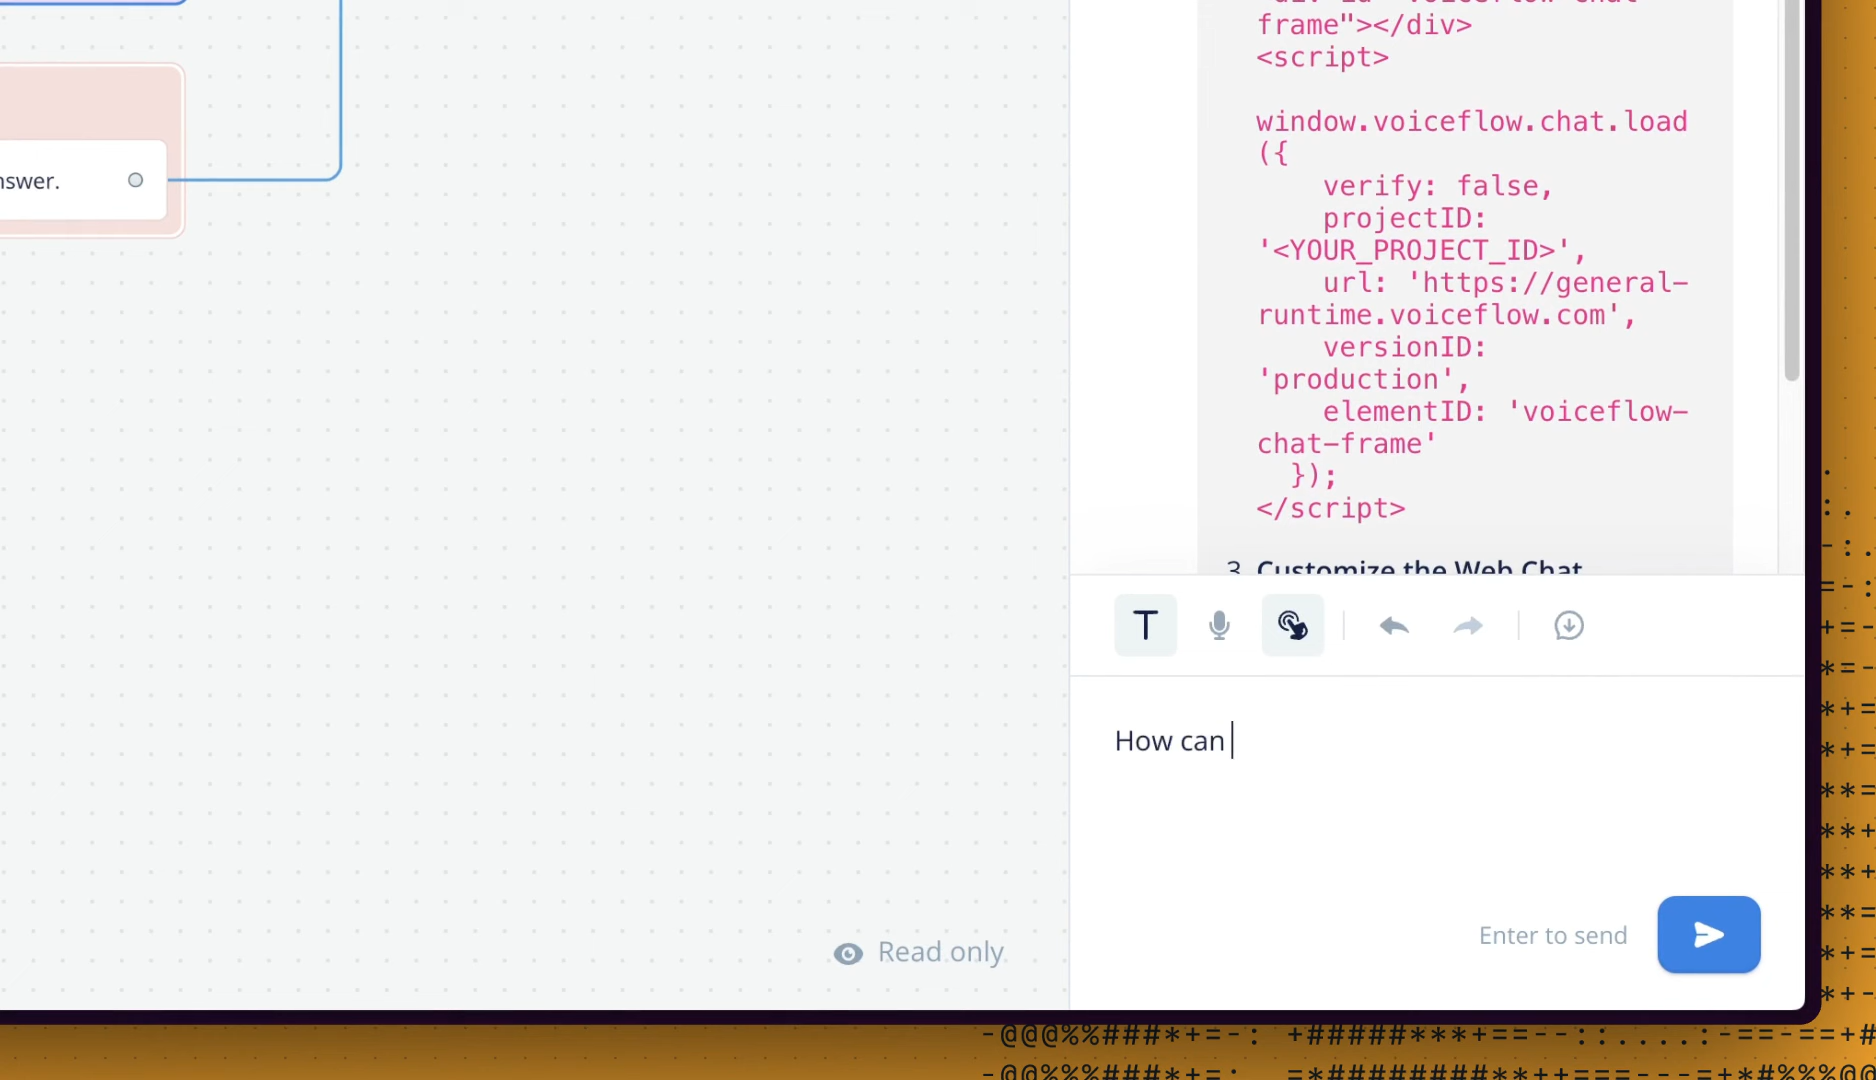 frame"></div>
<script>
window.voiceflow.chat.load
({
verify: false,
projectID:
'<YOUR_PROJECT_ID>',
url: 'https://general-
runtime.voiceflow.com',
versionID:
'production',
elementID: 'voiceflow-
chat-frame'
});
</script>
3. Customize the Web Chat
nswer.
T
How can
Enter to send
Read only